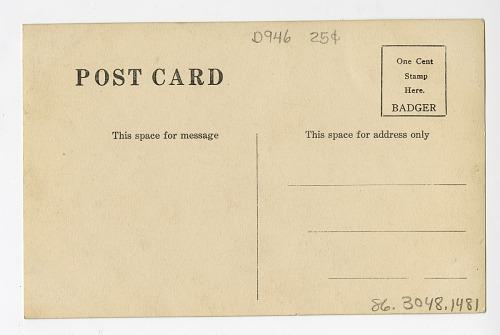 D946 25¢
POST CARD
One Cent
Stamp
Here.
BADGER
This space for message
This space for address only
86.3048.1481